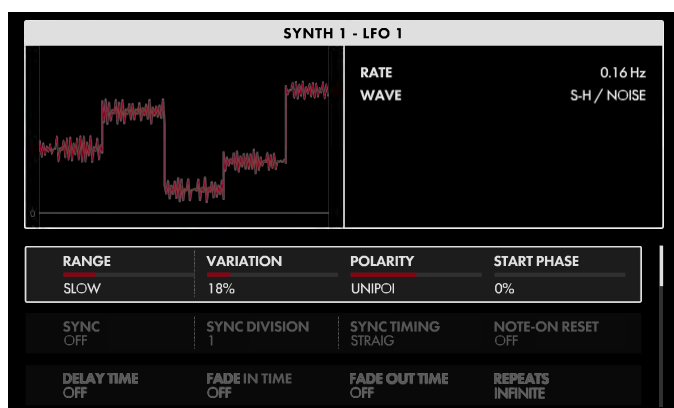 SYNTH 1 - LFO 1
RATE 0.16 Hz
WAVE S-H / NOISE
0
RANGE VARIATION POLARITY START PHASE
SLOW 18% UNIPOI 0%
SYNC SYNC DIVISION SYNC TIMING NOTE-ON RESET
OFF 1 STRAIG OFF
DELAY TIME FADE IN TIME FADE OUT TIME REPEATS
OFF OFF OFF INFINITE